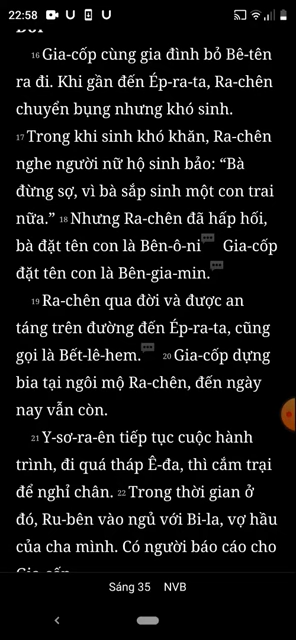 22:58
16 Gia-cốp cùng gia đình bỏ Bê-tên
ra đi. Khi gần đến Ép-ra-ta, Ra-chên
chuyển bụng nhưng khó sinh.
17 Trong khi sinh khó khăn, Ra-chên
nghe người nữ hộ sinh bảo: “Bà
đừng sợ, vì bà sắp sinh một con trai
nữa.” 18 Nhưng Ra-chên đã hấp hối,
bà đặt tên con là Bên-ô-ni Gia-cốp
đặt tên con là Bên-gia-min.
19 Ra-chên qua đời và được an
táng trên đường đến Ép-ra-ta, cũng
gọi là Bết-lê-hem. 20 Gia-cốp dựng
bia tại ngôi mộ Ra-chên, đến ngày
nay vẫn còn.
21 Y-sơ-ra-ên tiếp tục cuộc hành
trình, đi quá tháp Ê-đa, thì cắm trại
để nghỉ chân. 22 Trong thời gian ở
đó, Ru-bên vào ngủ với Bi-la, vợ hầu
của cha mình. Có người báo cáo cho
Gia-cốp
Sáng 35 NVB